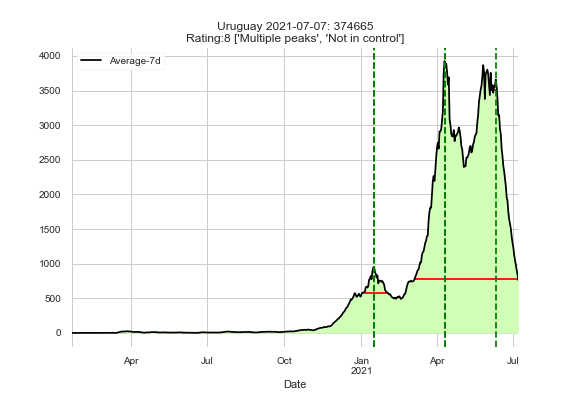 Uruguay 2021-07-07: 374665
Rating:8 ['Multiple peaks', 'Not in control']
Average-7d
4000
3500
3000
2500
2000
1500
1000
500
0
Apr
Jul
Oct
Jan
2021
Apr
Jul
Date